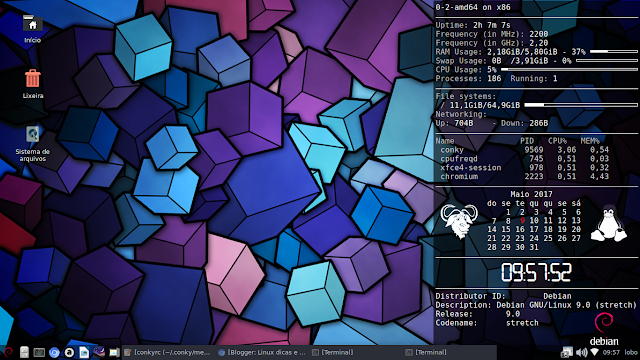 Início
Lixeira
Sistema de
arquivos
0-2-amd64 on x86
Uptime: 2h 7m 7s
Frequency (in MHz): 2200
Frequency (in GHz): 2,20
RAM Usage: 2,18GiB/5,80GiB - 37%
Swap Usage: 0B /3,91GiB - 0%
CPU Usage: 5%
Processes: 186 Running: 1
File systems:
/ 11,1GiB/64,9GiB
Networking:
Up: 704B - Down: 286B
Name PID CPU% MEM%
conky 9569 3,06 0,54
cpufreqd 745 0,51 0,03
xfce4-session 978 0,51 0,32
chromium 2223 0,51 4,43
Maio 2017
do se te qu qu se sá
1 2 3 4 5 6
7 8 9 10 11 12 13
14 15 16 17 18 19 20
21 22 23 24 25 26 27
28 29 30 31
09:57:52
Distributor ID: Debian
Description: Debian GNU/Linux 9.0 (stretch)
Release: 9.0
Codename: stretch
debian
[conkyrc (~/.conky/me...
[Blogger: Linux dicas e ...
[Terminal]
[Terminal]
09:57 lobo